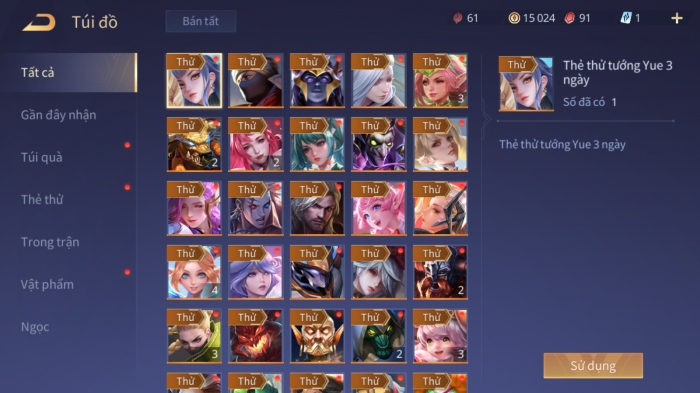 Túi đồ
Bán tất
61
15 024
91
1
Tất cả
Gần đây nhận
Túi quà
Thẻ thử
Trong trận
Vật phẩm
Ngọc
Thử Thử Thử Thử Thử
3
Thử Thử Thử Thử Thử
2 2
Thử Thử Thử Thử Thử
Thử Thử Thử Thử Thử
4 2
Thử Thử Thử Thử Thử
3 3 2 3
Thử Thử Thử Thử Thử
Thử
Thẻ thử tướng Yue 3
ngày
Số đã có 1
Thẻ thử tướng Yue 3 ngày
Sử dụng